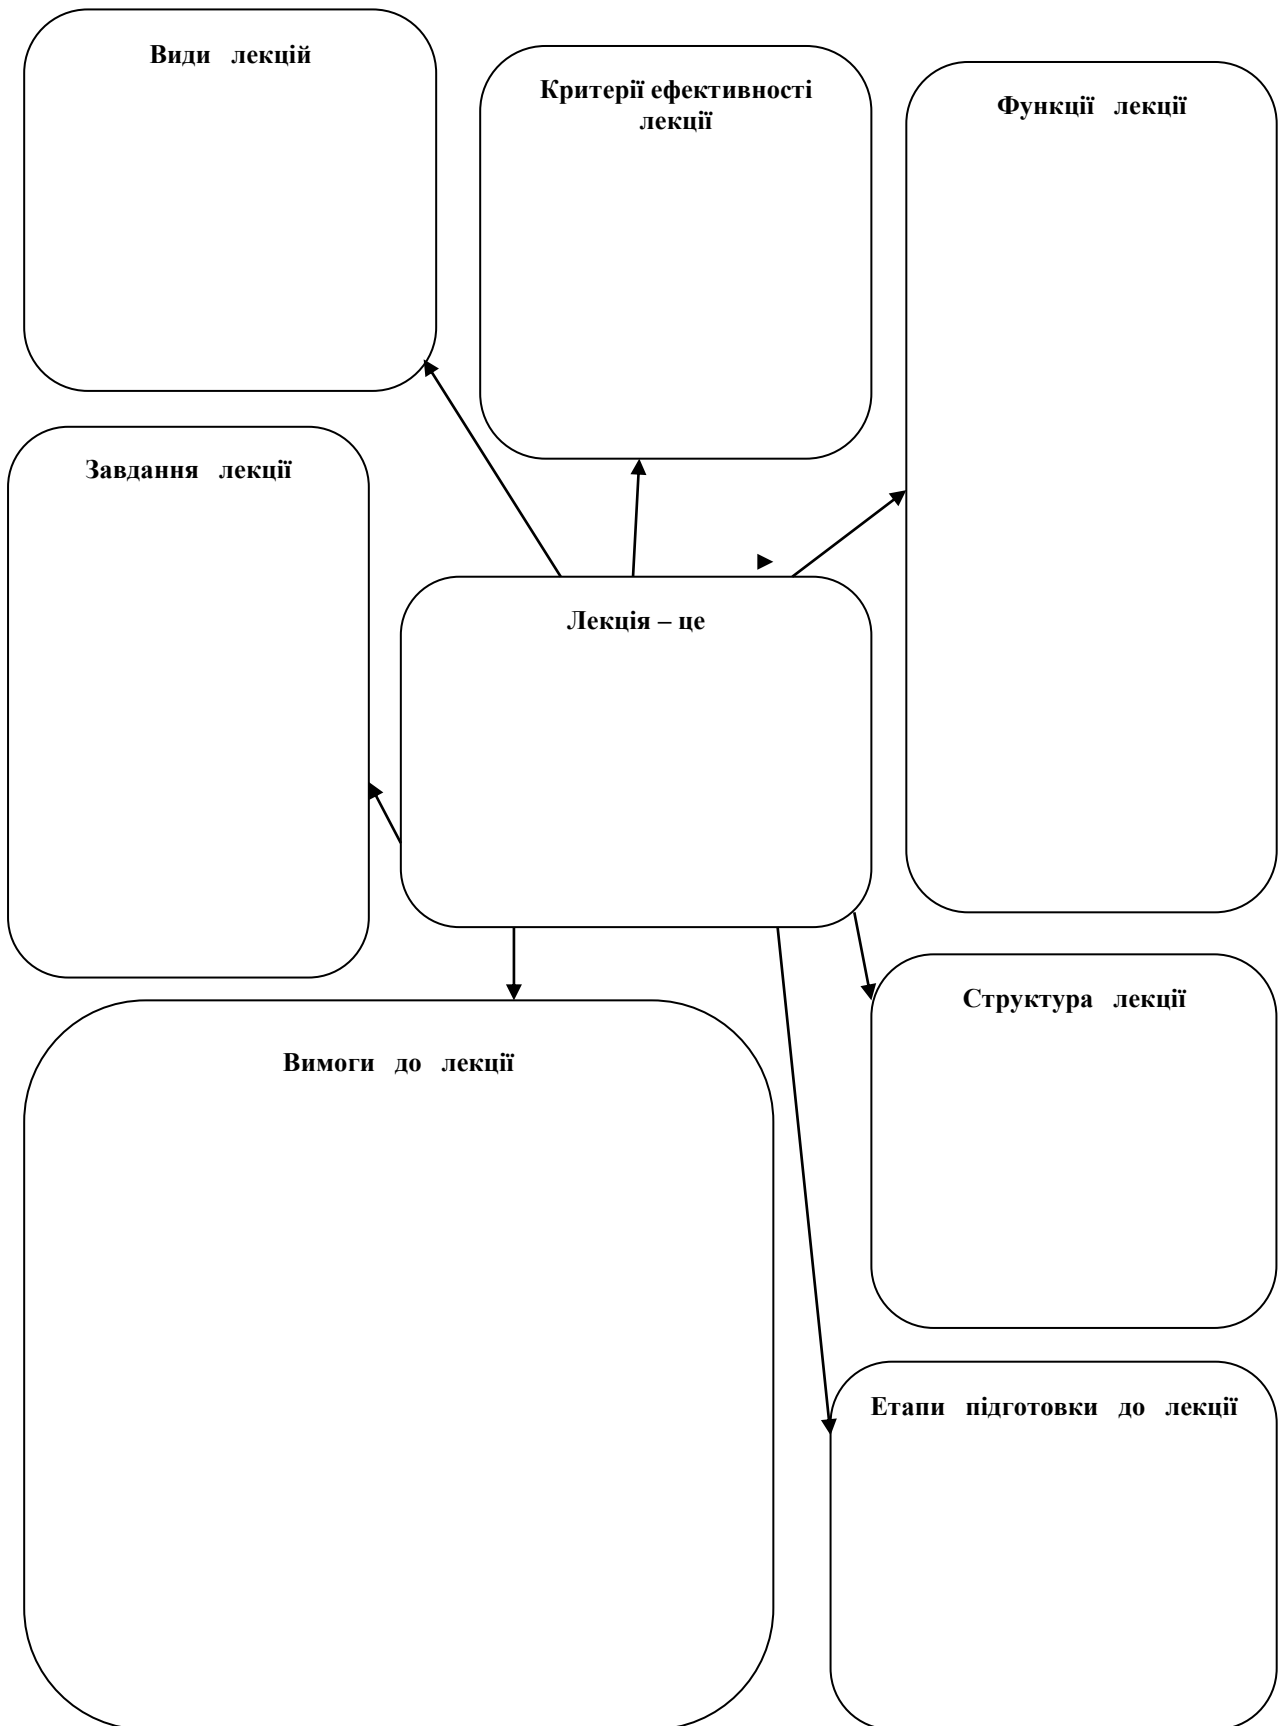 Види лекцій
Критерії ефективності
лекції
Функції лекції
Завдання лекції
Лекція – це
Структура лекції
Вимоги до лекції
Етапи підготовки до лекції